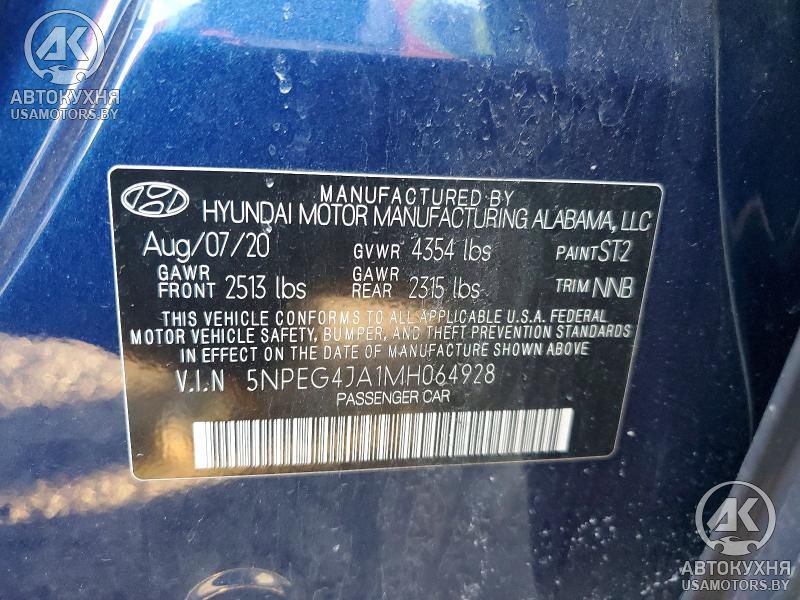 AK
АВТОКУХНЯ
USAMOTORS.BY
MANUFACTURED BY
HYUNDAI MOTOR MANUFACTURING ALABAMA, LLC
Aug/07/20 GVWR 4354 lbs PAINT ST2
GAWR FRONT 2513 lbs GAWR REAR 2315 lbs TRIM NNB
THIS VEHICLE CONFORMS TO ALL APPLICABLE U.S.A. FEDERAL
MOTOR VEHICLE SAFETY, BUMPER, AND THEFT PREVENTION STANDARDS
IN EFFECT ON THE DATE OF MANUFACTURE SHOWN ABOVE
V.I.N 5NPEG4JA1MH064928
PASSENGER CAR
AK
АВТОКУХНЯ
USAMOTORS.BY